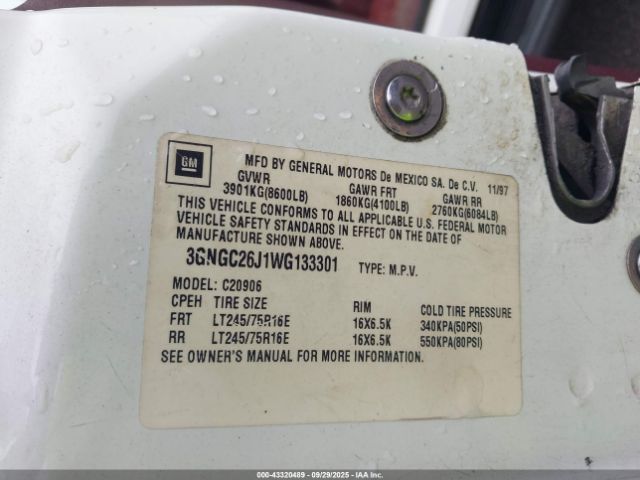 GM
MFD BY GENERAL MOTORS De MEXICO SA. De C.V. 11/97
GVWR GAWR FRT GAWR RR
3901KG(8600LB) 1860KG(4100LB) 2760KG(6084LB)
THIS VEHICLE CONFORMS TO ALL APPLICABLE U.S. FEDERAL MOTOR
VEHICLE SAFETY STANDARDS IN EFFECT ON THE DATE OF
MANUFACTURE SHOWN ABOVE.
3GNGC26J1WG133301 TYPE: M.P.V.
MODEL: C20906
CPEH TIRE SIZE RIM COLD TIRE PRESSURE
FRT LT245/75R16E 16X6.5K 340KPA(50PSI)
RR LT245/75R16E 16X6.5K 550KPA(80PSI)
SEE OWNER'S MANUAL FOR MORE INFORMATION.
000-43320489 - 09/29/2025 - IAAI.COM